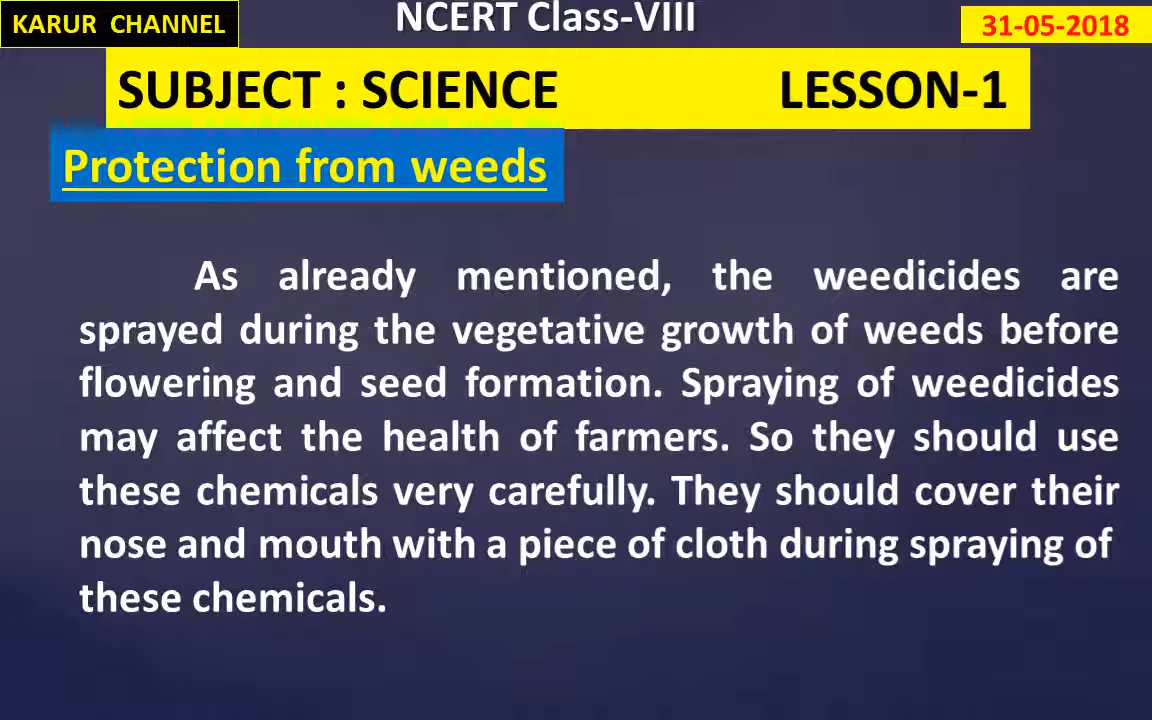 KARUR CHANNEL
NCERT Class-VIII
31-05-2018
SUBJECT : SCIENCE LESSON-1
Protection from weeds
As already mentioned, the weedicides are
sprayed during the vegetative growth of weeds before
flowering and seed formation. Spraying of weedicides
may affect the health of farmers. So they should use
these chemicals very carefully. They should cover their
nose and mouth with a piece of cloth during spraying of
these chemicals.